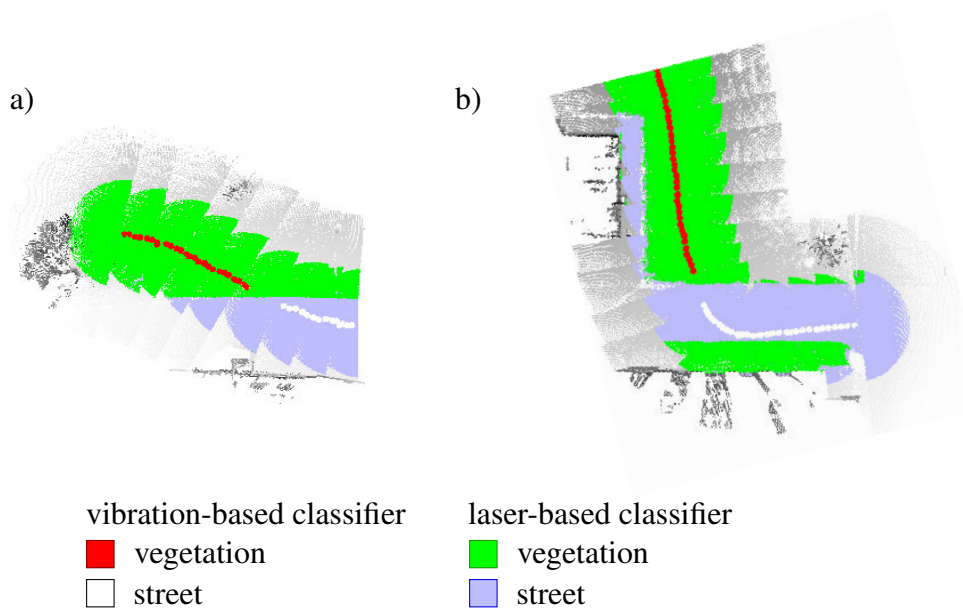 a)
b)
vibration-based classifier
vegetation
street
laser-based classifier
vegetation
street